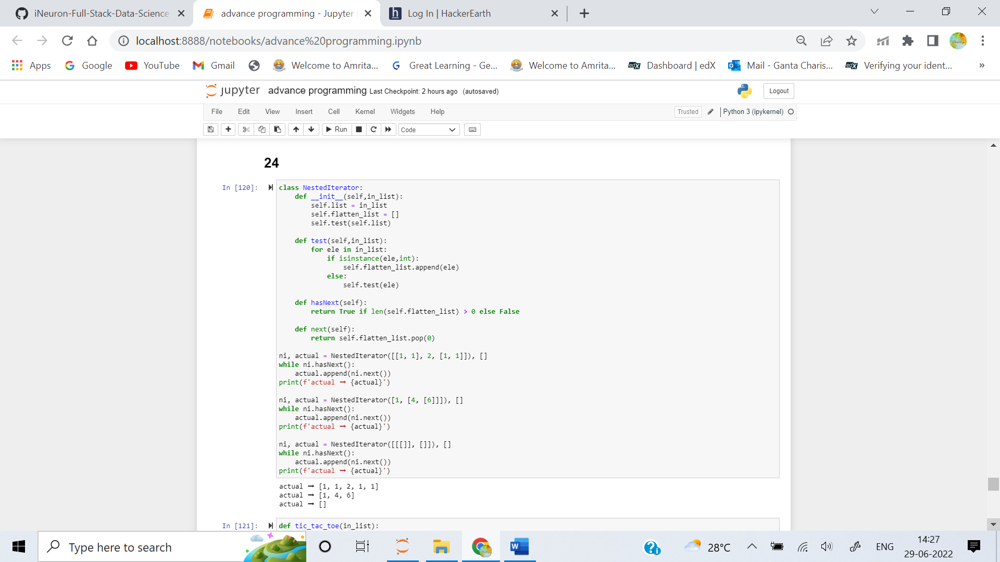 iNeuron-Full-Stack-Data-Science
advance programming - Jupyter
Log In | HackerEarth
localhost:8888/notebooks/advance%20programming.ipynb
Apps
Google
YouTube
Gmail
Welcome to Amrita...
Great Learning - Ge...
Welcome to Amrita...
Dashboard | edX
Mail - Ganta Charis...
Verifying your ident...
»
jupyter advance programming Last Checkpoint: 2 hours ago (autosaved)
Logout
File Edit View Insert Cell Kernel Widgets Help
Trusted
Python 3 (ipykernel)
Run
Code
24
In [120]:
class NestedIterator:
    def __init__(self,in_list):
        self.list = in_list
        self.flatten_list = []
        self.test(self.list)
    def test(self,in_list):
        for ele in in_list:
            if isinstance(ele,int):
                self.flatten_list.append(ele)
            else:
                self.test(ele)
    def hasNext(self):
        return True if len(self.flatten_list) > 0 else False
    def next(self):
        return self.flatten_list.pop(0)
ni, actual = NestedIterator([[1, 1], 2, [1, 1]]), []
while ni.hasNext():
    actual.append(ni.next())
print(f'actual ➞ {actual}')
ni, actual = NestedIterator([1, [4, [6]]]), []
while ni.hasNext():
    actual.append(ni.next())
print(f'actual ➞ {actual}')
ni, actual = NestedIterator([[[]], []]), []
while ni.hasNext():
    actual.append(ni.next())
print(f'actual ➞ {actual}')
actual ➞ [1, 1, 2, 1, 1]
actual ➞ [1, 4, 6]
actual ➞ []
In [121]:
def tic_tac_toe(in_list):
Type here to search
28°C
ENG
14:27
29-06-2022